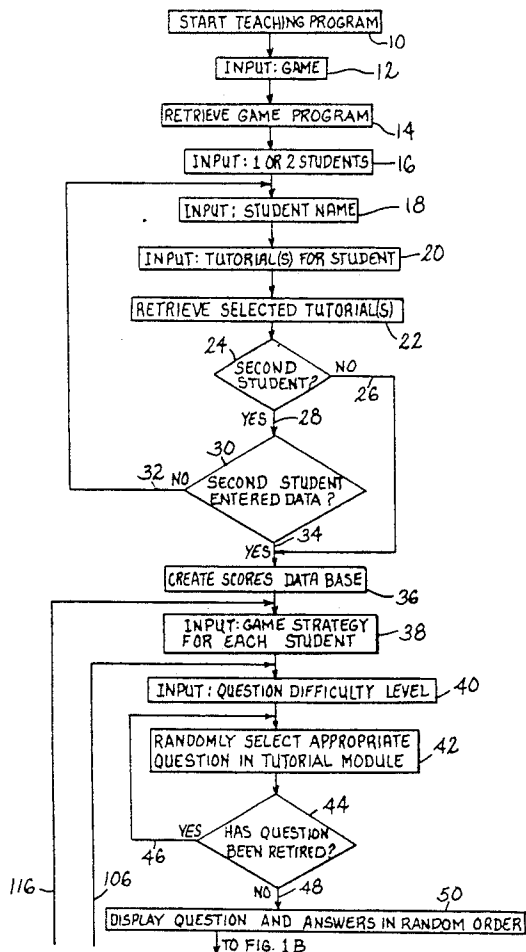 START TEACHING PROGRAM
10
INPUT: GAME
12
RETRIEVE GAME PROGRAM
14
INPUT: 1 OR 2 STUDENTS
16
INPUT: STUDENT NAME
18
INPUT: TUTORIAL(S) FOR STUDENT
20
RETRIEVE SELECTED TUTORIAL(S)
22
24
SECOND
STUDENT?
NO
26
YES
28
30
32
NO
SECOND STUDENT
ENTERED DATA?
34
YES
CREATE SCORES DATA BASE
36
INPUT: GAME STRATEGY
FOR EACH STUDENT
38
INPUT: QUESTION DIFFICULTY LEVEL
40
RANDOMLY SELECT APPROPRIATE
QUESTION IN TUTORIAL MODULE
42
44
YES
HAS QUESTION
BEEN RETIRED?
46
116
106
NO
48
50
DISPLAY QUESTION AND ANSWERS IN RANDOM ORDER
TO FIG. 1B